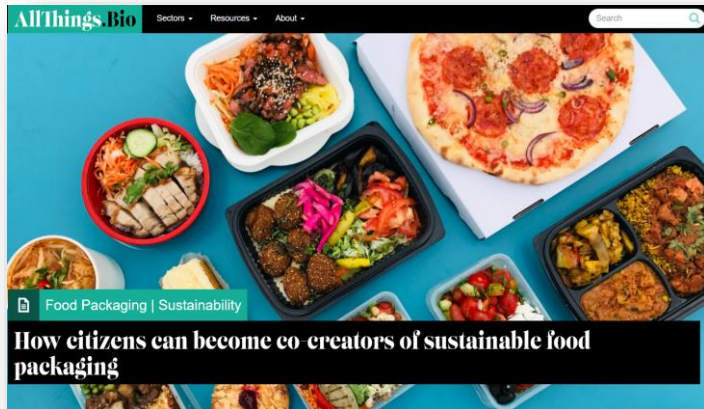 AllThings.Bio Sectors Resources About Search
Food Packaging | Sustainability
How citizens can become co-creators of sustainable food
packaging